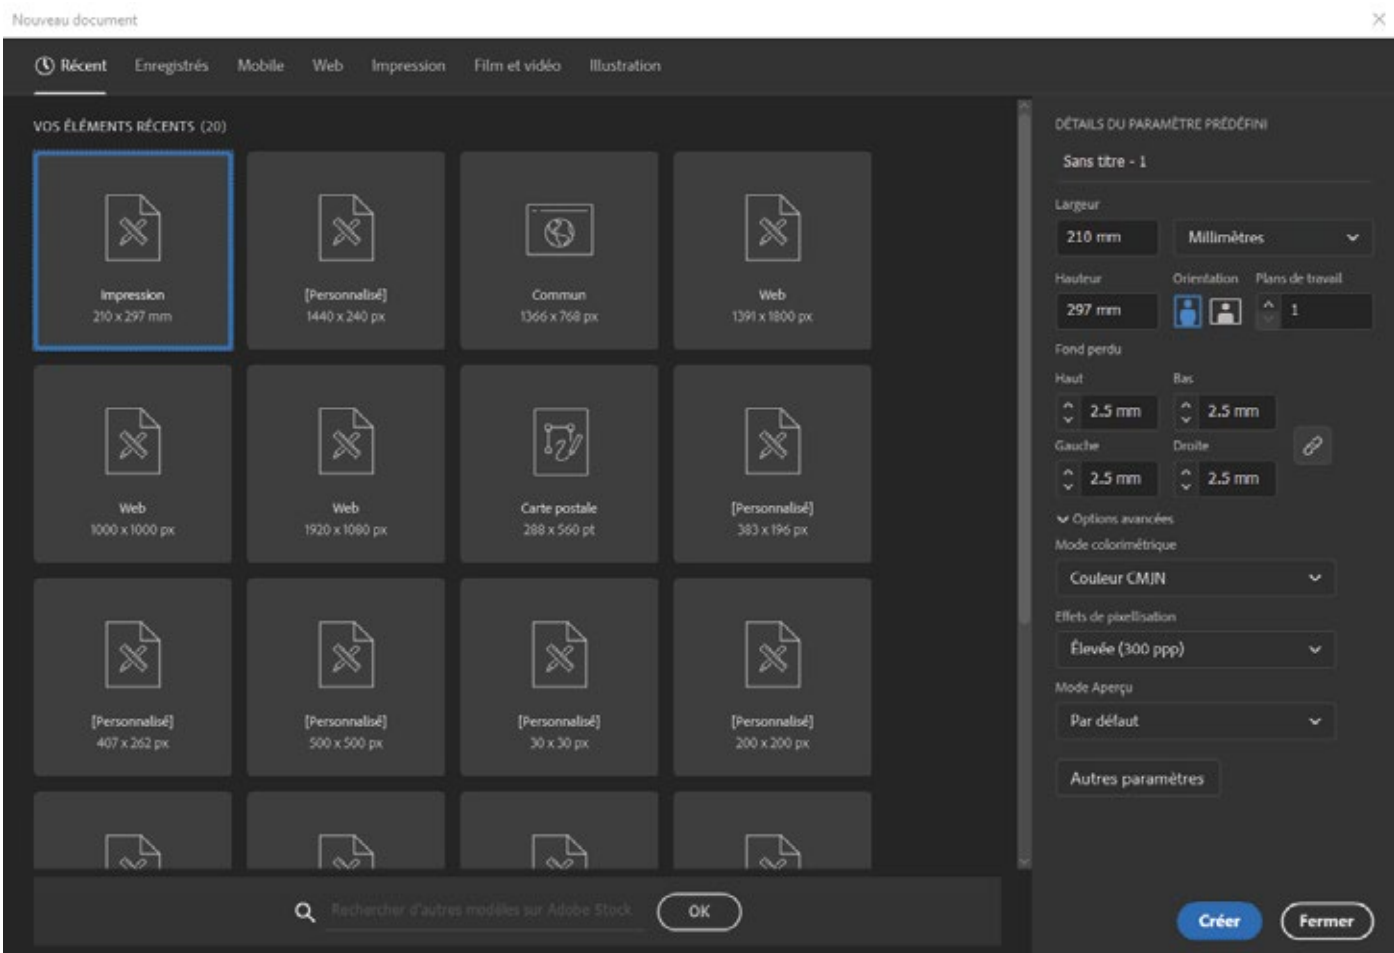 Nouveau document
Récent Enregistrés Mobile Web Impression Film et vidéo Illustration
VOS ÉLÉMENTS RÉCENTS (20)
Impression
210 x 297 mm
[Personnalisé]
1440 x 240 px
Commun
1366 x 768 px
Web
1391 x 1800 px
Web
1000 x 1000 px
Web
1920 x 1080 px
Carte postale
288 x 560 pt
[Personnalisé]
383 x 196 px
[Personnalisé]
407 x 262 px
[Personnalisé]
500 x 500 px
[Personnalisé]
30 x 30 px
[Personnalisé]
200 x 200 px
Rechercher d'autres modèles sur Adobe Stock
OK
DÉTAILS DU PARAMÈTRE PRÉDÉFINI
Sans titre - 1
Largeur
210 mm Millimètres
Hauteur Orientation Plans de travail
297 mm 1
Fond perdu
Haut Bas
2.5 mm 2.5 mm
Gauche Droite
2.5 mm 2.5 mm
Options avancées
Mode colorimétrique
Couleur CMJN
Effets de pixellisation
Élevée (300 ppp)
Mode Aperçu
Par défaut
Autres paramètres
Créer Fermer